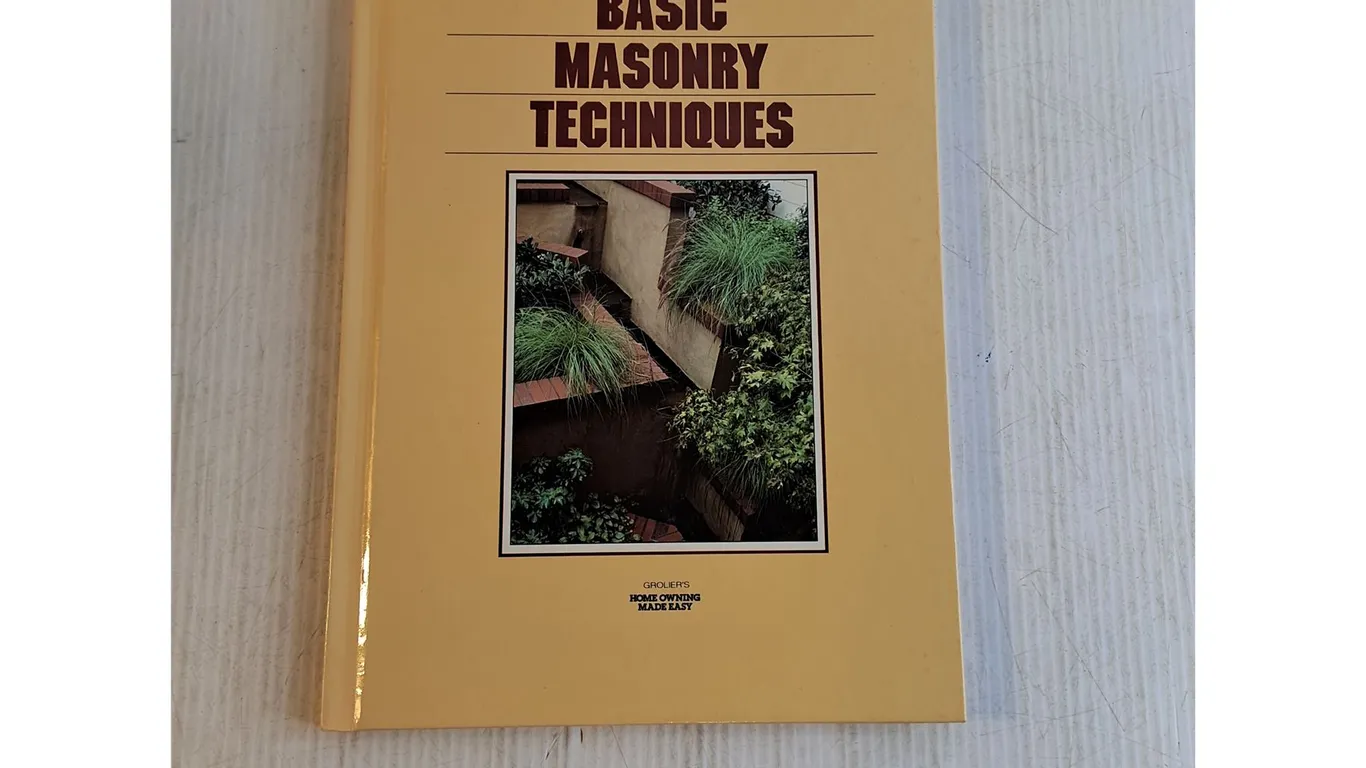 BASIC
MASONRY
TECHNIQUES
GROLIER'S
HOME OWNING
MADE EASY